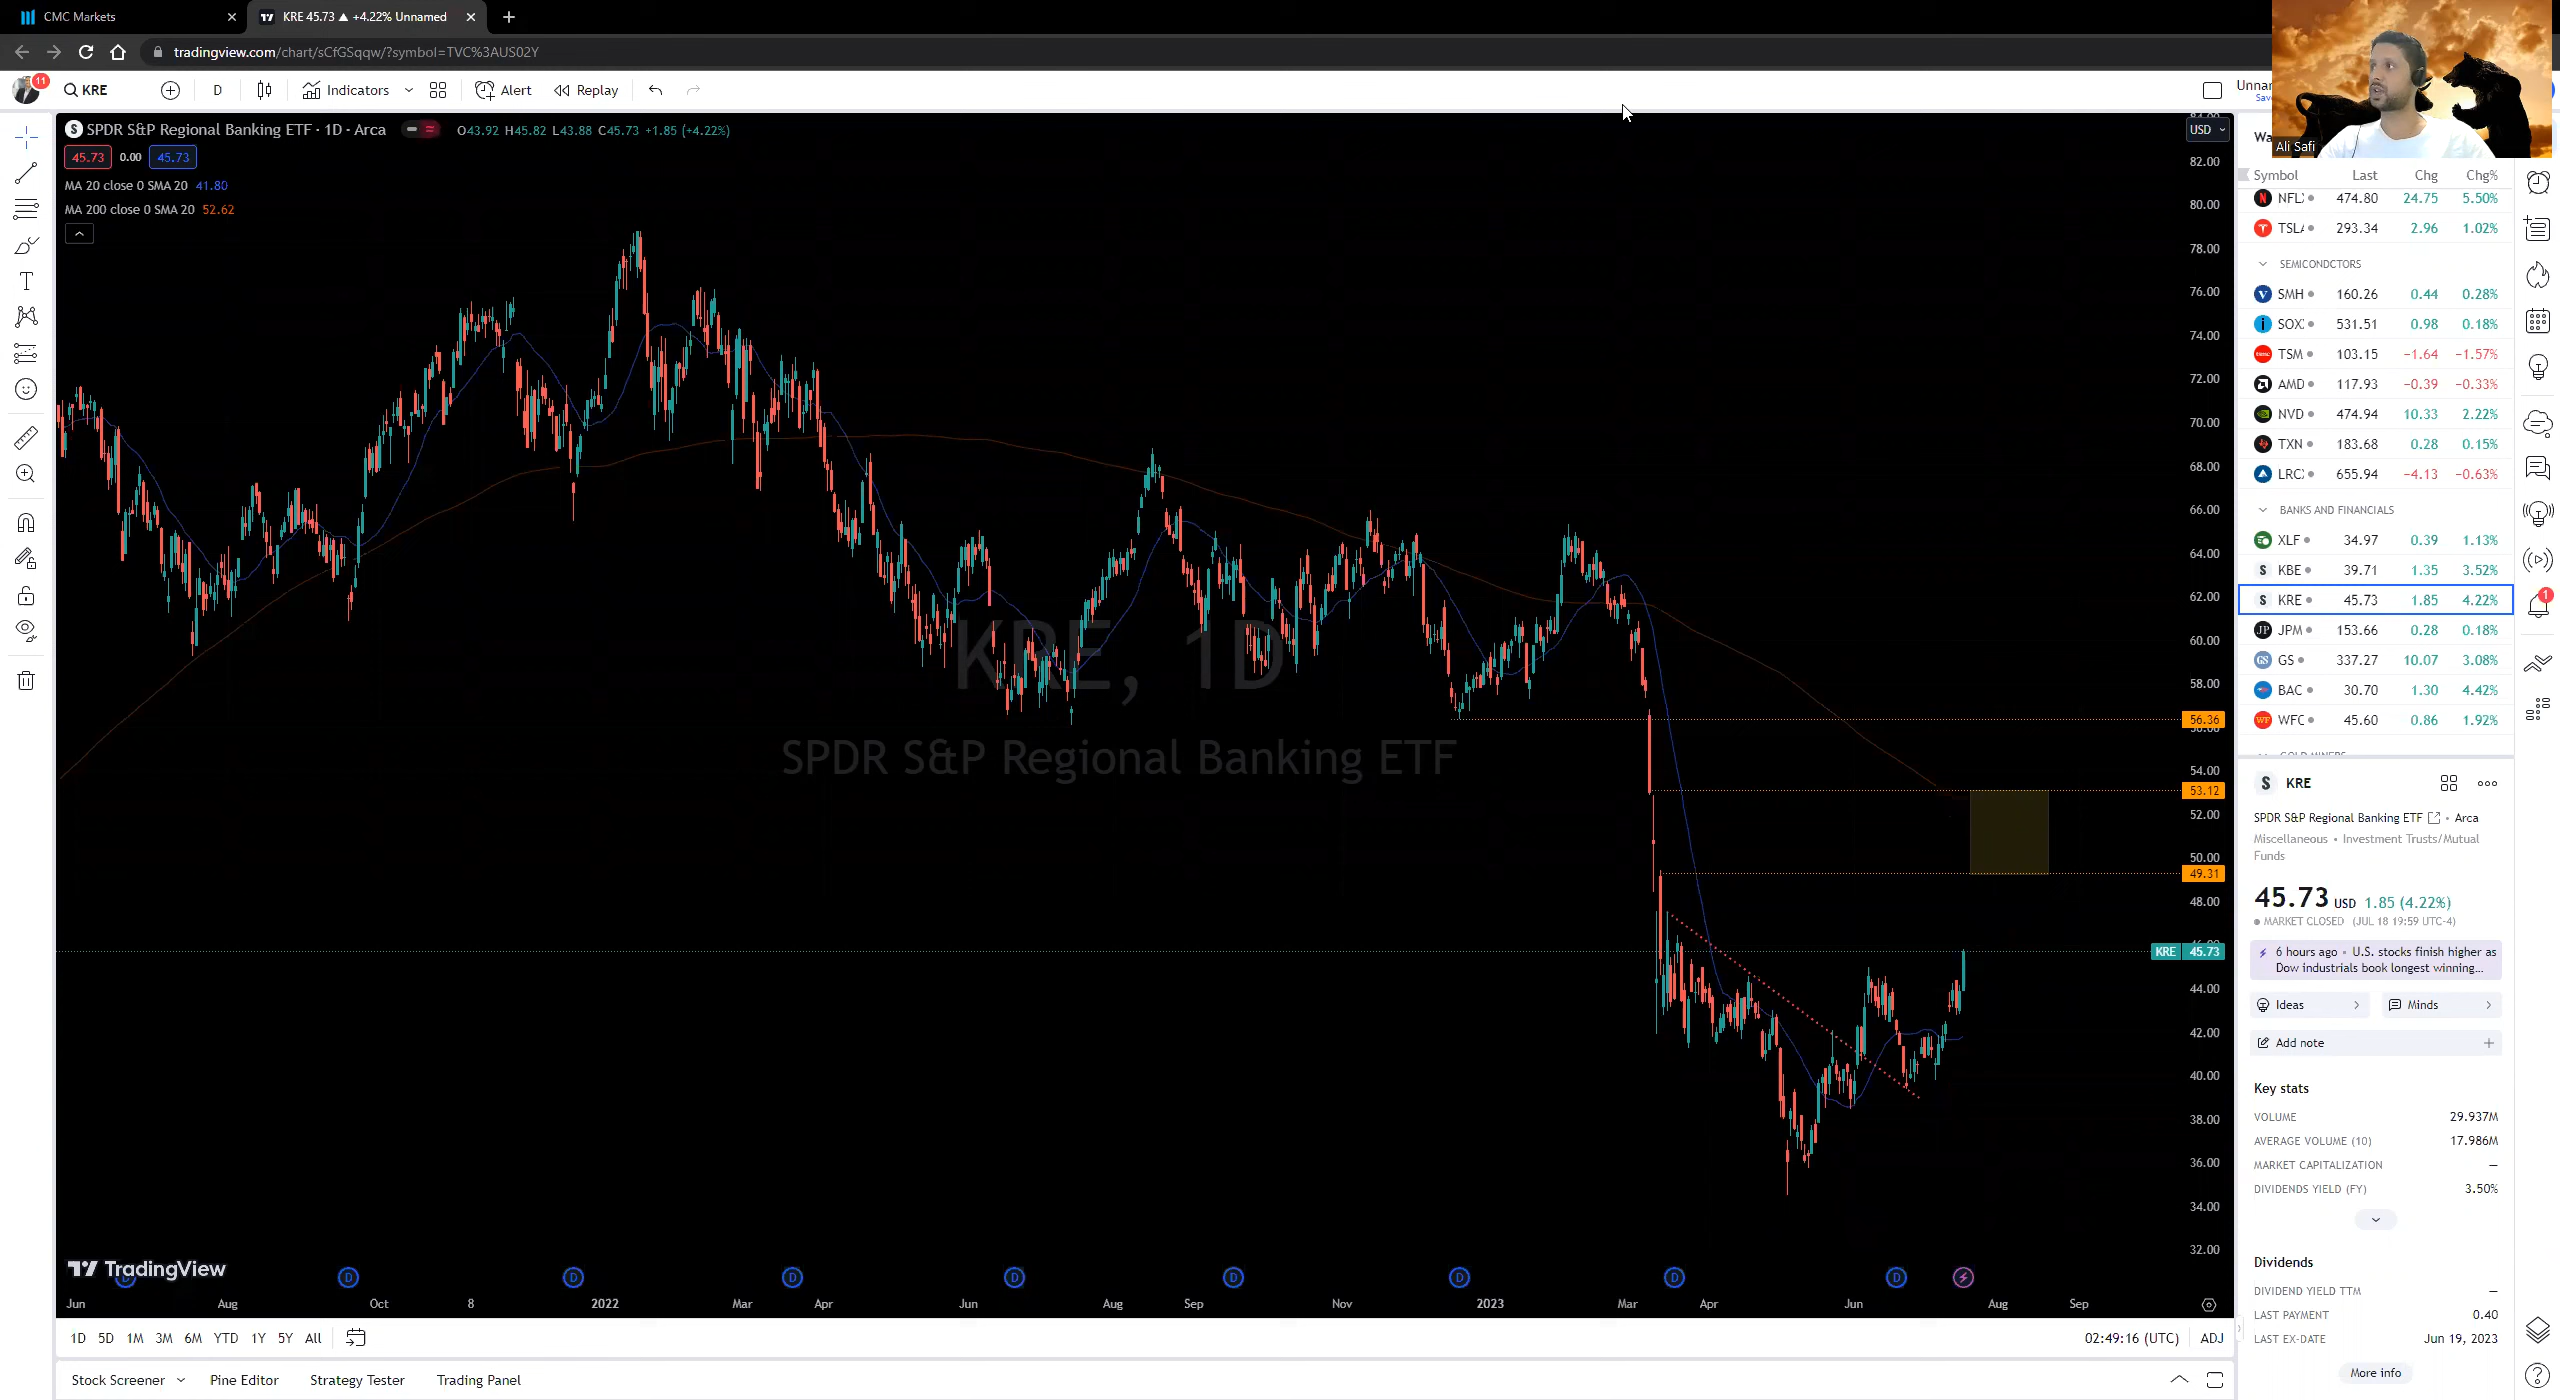 CMC Markets
KRE 45.73 ▲ +4.22% Unnamed
tradingview.com/chart/sCfGSqqw/?symbol=TVC%3AUS02Y
11
KRE
D
Indicators
Alert
Replay
Ali Safi
SPDR S&P Regional Banking ETF · 1D · Arca
O43.92 H45.82 L43.88 C45.73 +1.85 (+4.22%)
USD
45.73 0.00 45.73
MA 20 close 0 SMA 20 41.80
MA 200 close 0 SMA 20 52.62
KRE, 1D
SPDR S&P Regional Banking ETF
82.00
80.00
78.00
76.00
74.00
72.00
70.00
68.00
66.00
64.00
62.00
60.00
58.00
56.36
56.00
54.00
53.12
52.00
50.00
49.31
48.00
KRE 45.73
44.00
42.00
40.00
38.00
36.00
34.00
32.00
TradingView
D D D D D D D D D
Jun Aug Oct 8 2022 Mar Apr Jun Aug Sep Nov 2023 Mar Apr Jun Aug Sep
1D 5D 1M 3M 6M YTD 1Y 5Y All
02:49:16 (UTC) ADJ
Stock Screener Pine Editor Strategy Tester Trading Panel
Symbol Last Chg Chg%
NFL 474.80 24.75 5.50%
TSL 293.34 2.96 1.02%
SEMICONDCTORS
SMH 160.26 0.44 0.28%
SOX 531.51 0.98 0.18%
TSM 103.15 −1.64 −1.57%
AMD 117.93 −0.39 −0.33%
NVD 474.94 10.33 2.22%
TXN 183.68 0.28 0.15%
LRC 655.94 −4.13 −0.63%
BANKS AND FINANCIALS
XLF 34.97 0.39 1.13%
KBE 39.71 1.35 3.52%
KRE 45.73 1.85 4.22%
JPM 153.66 0.28 0.18%
GS 337.27 10.07 3.08%
BAC 30.70 1.30 4.42%
WFC 45.60 0.86 1.92%
KRE
SPDR S&P Regional Banking ETF • Arca
Miscellaneous • Investment Trusts/Mutual
Funds
45.73 USD 1.85 (4.22%)
MARKET CLOSED (JUL 18 19:59 UTC-4)
6 hours ago • U.S. stocks finish higher as
Dow industrials book longest winning...
Ideas
Minds
Add note
Key stats
VOLUME 29.937M
AVERAGE VOLUME (10) 17.986M
MARKET CAPITALIZATION —
DIVIDENDS YIELD (FY) 3.50%
Dividends
DIVIDEND YIELD TTM —
LAST PAYMENT 0.40
LAST EX-DATE Jun 19, 2023
More info
1